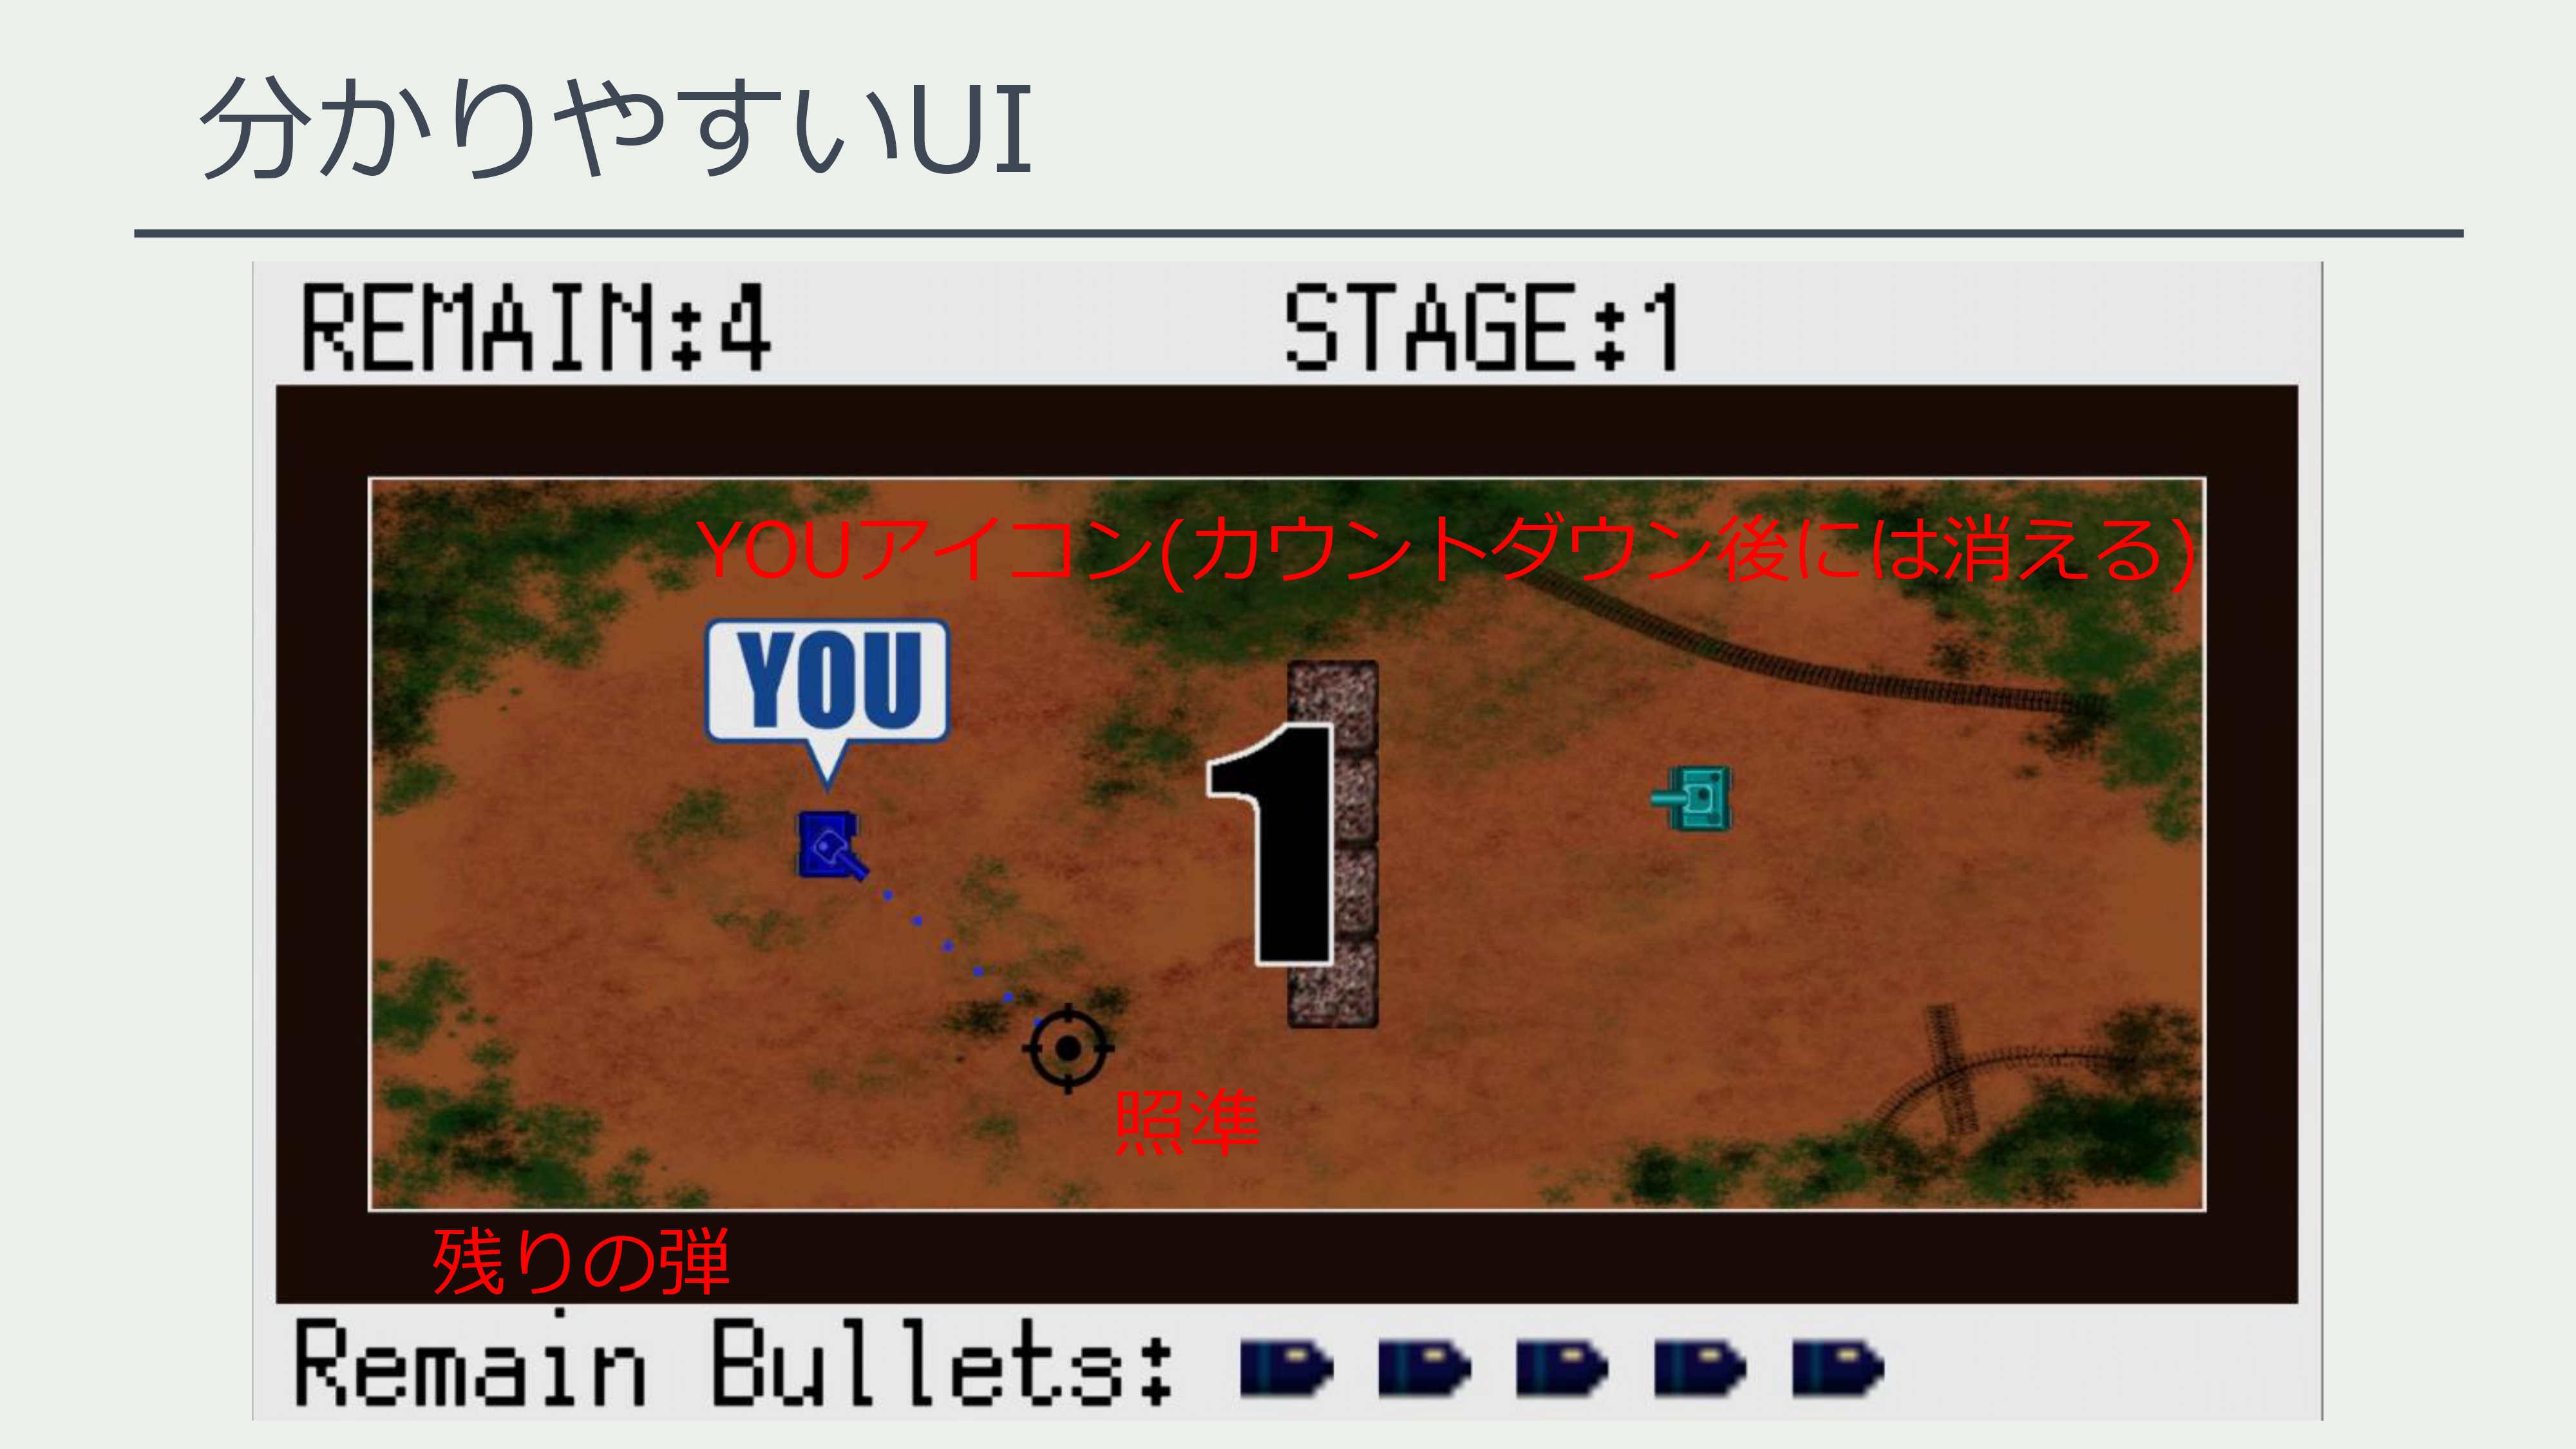 分かりやすいUI
REMAIN:4
STAGE:1
YOUアイコン(カウントダウン後には消える)
YOU
1
照準
残りの弾
Remain Bullets: